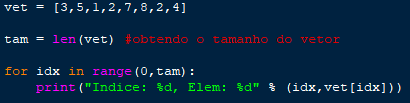 vet = [3,5,1,2,7,8,2,4]
tam = len(vet) #obtendo o tamanho do vetor
for idx in range(0,tam):
print("Indice: %d, Elem: %d" % (idx,vet[idx]))